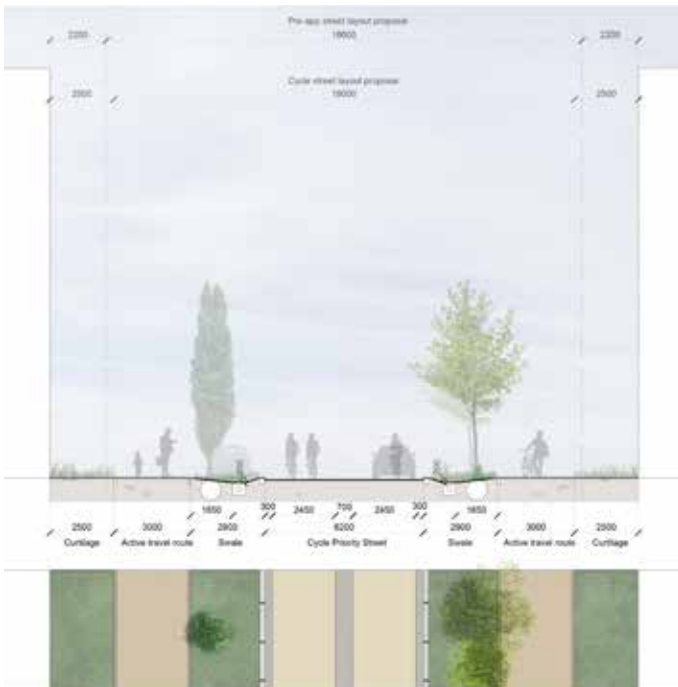 Pre-app street layout proposal
2200 18600 2200
Cycle street layout proposal
2500 18000 2500
1650 300 2450 700 2450 300 1650
2500 3000 2900 6200 2900 3000 2500
Curtilage Active travel route Swale Cycle Priority Street Swale Active travel route Curtilage